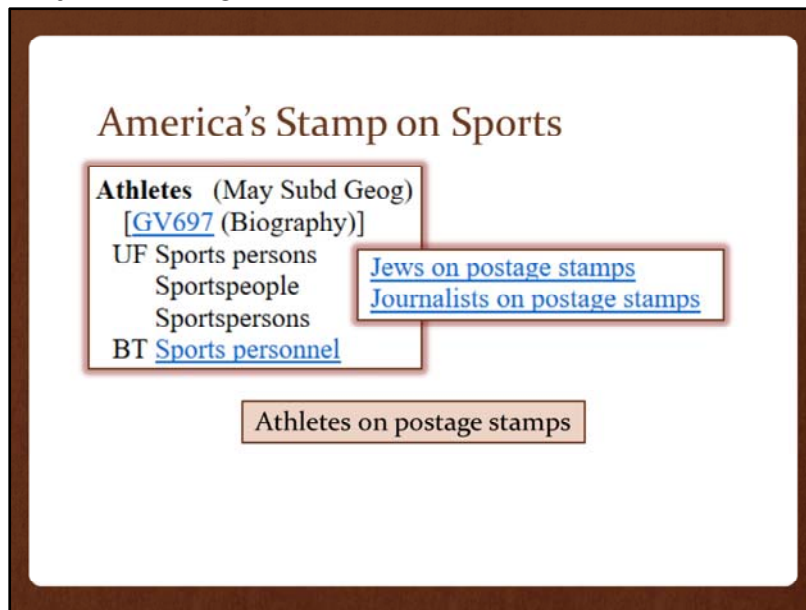 America's Stamp on Sports
Athletes (May Subd Geog)
[GV697 (Biography)]
UF Sports persons
Sportspeople
Sportspersons
BT Sports personnel
Jews on postage stamps
Journalists on postage stamps
Athletes on postage stamps